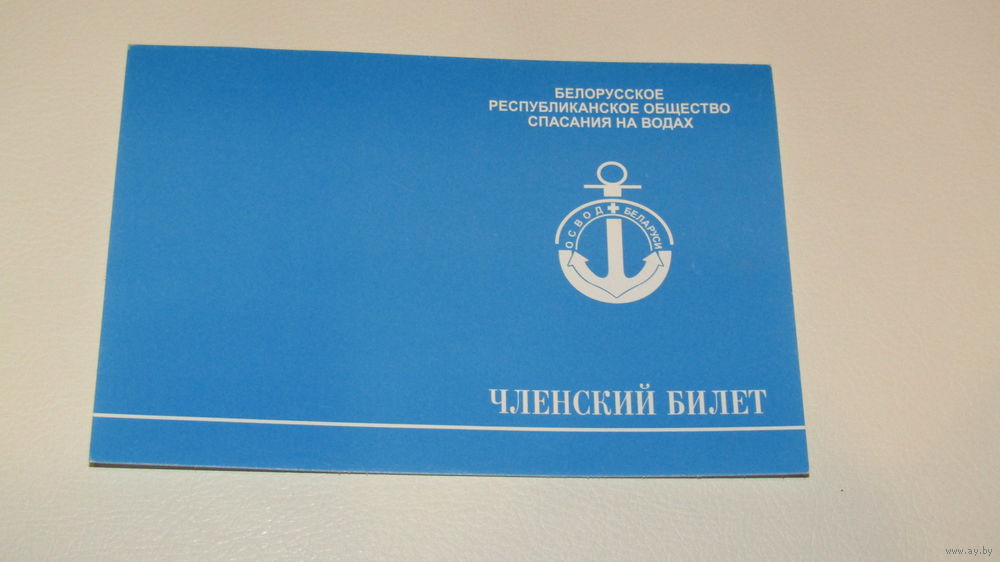 БЕЛОРУССКОЕ
РЕСПУБЛИКАНСКОЕ ОБЩЕСТВО
СПАСАНИЯ НА ВОДАХ
ОСВОД БЕЛАРУСИ
ЧЛЕНСКИЙ БИЛЕТ
www.ay.by